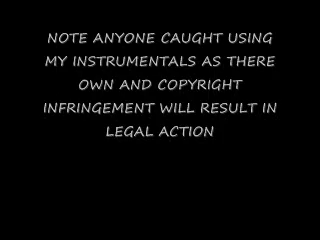 NOTE ANYONE CAUGHT USING
MY INSTRUMENTALS AS THERE
OWN AND COPYRIGHT
INFRINGEMENT WILL RESULT IN
LEGAL ACTION